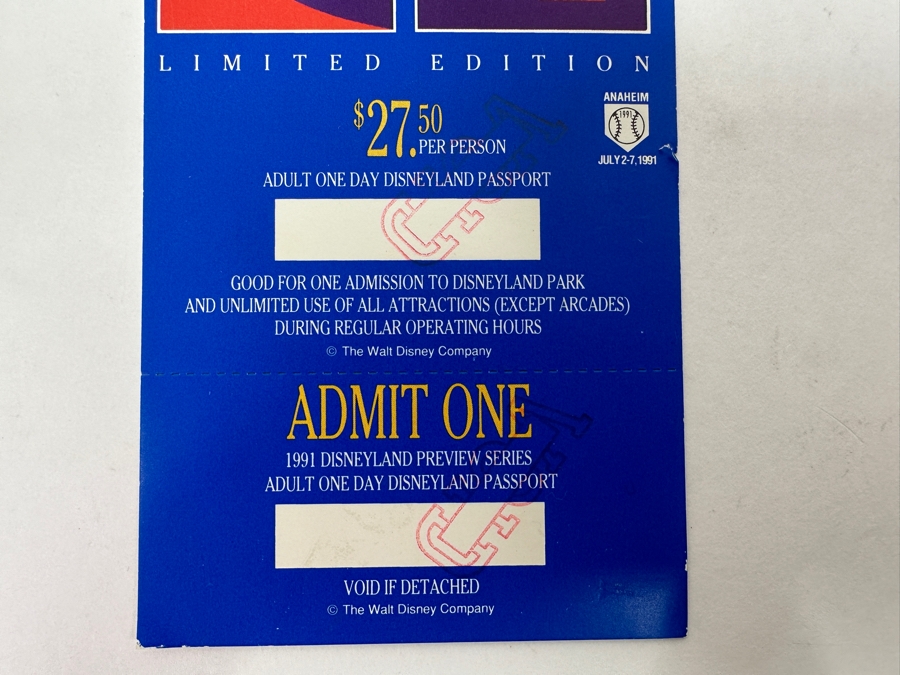 LIMITED EDITION
$27.50
PER PERSON
ANAHEIM
1991
JULY 2-7, 1991
ADULT ONE DAY DISNEYLAND PASSPORT
GOOD FOR ONE ADMISSION TO DISNEYLAND PARK
AND UNLIMITED USE OF ALL ATTRACTIONS (EXCEPT ARCADES)
DURING REGULAR OPERATING HOURS
© The Walt Disney Company
ADMIT ONE
1991 DISNEYLAND PREVIEW SERIES
ADULT ONE DAY DISNEYLAND PASSPORT
VOID IF DETACHED
© The Walt Disney Company